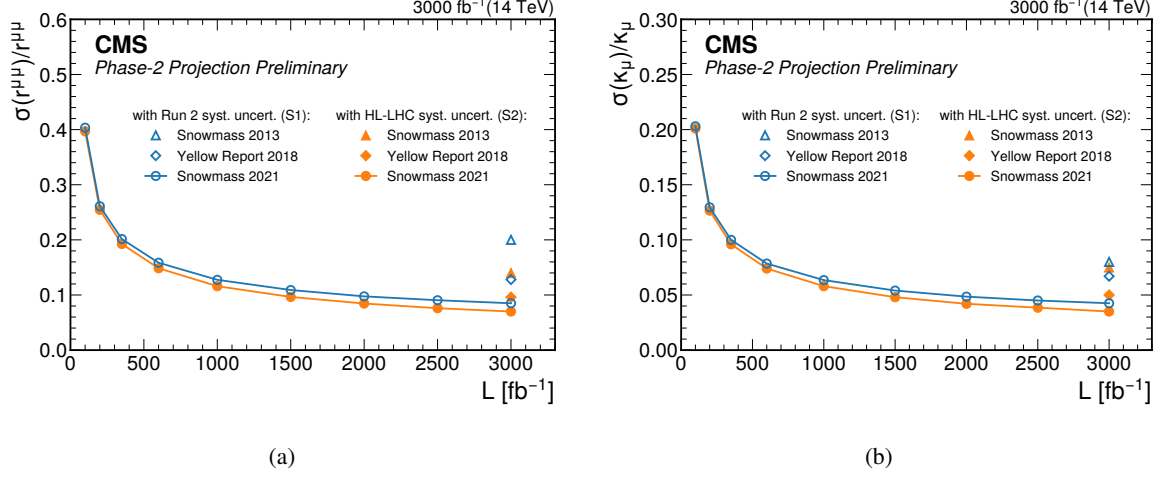 3000 fb⁻¹(14 TeV)
CMS
Phase-2 Projection Preliminary
σ(r^μμ)/r^μμ
with Run 2 syst. uncert. (S1):
Snowmass 2013
Yellow Report 2018
Snowmass 2021
with HL-LHC syst. uncert. (S2):
Snowmass 2013
Yellow Report 2018
Snowmass 2021
0.6
0.5
0.4
0.3
0.2
0.1
0.0
0 500 1000 1500 2000 2500 3000
L [fb⁻¹]
(a)
3000 fb⁻¹(14 TeV)
CMS
Phase-2 Projection Preliminary
σ(κ_μ)/κ_μ
with Run 2 syst. uncert. (S1):
Snowmass 2013
Yellow Report 2018
Snowmass 2021
with HL-LHC syst. uncert. (S2):
Snowmass 2013
Yellow Report 2018
Snowmass 2021
0.30
0.25
0.20
0.15
0.10
0.05
0.00
0 500 1000 1500 2000 2500 3000
L [fb⁻¹]
(b)